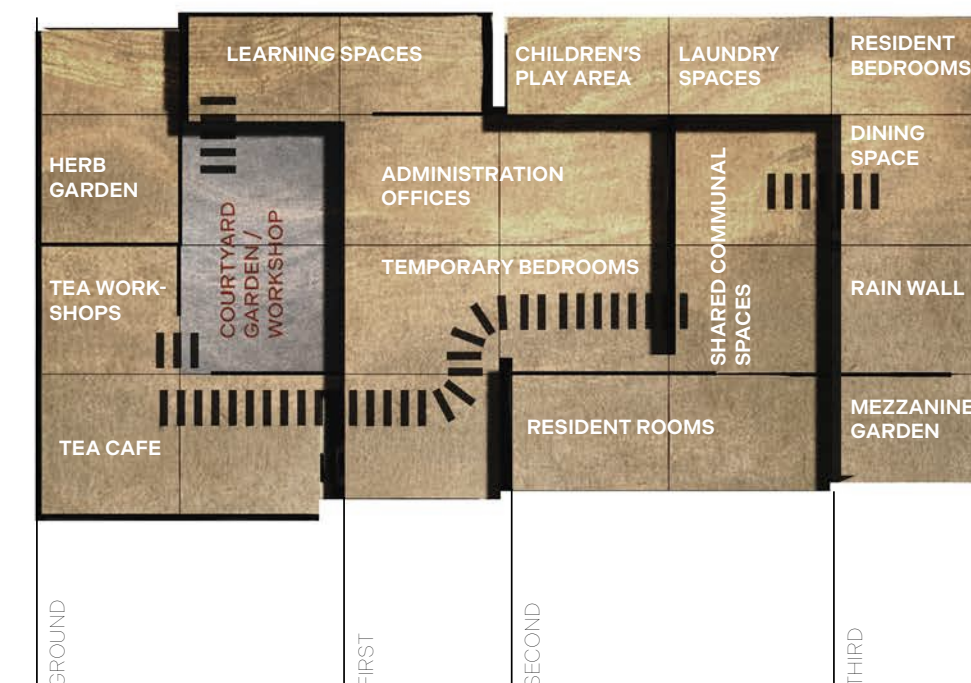 LEARNING SPACES
CHILDREN'S
PLAY AREA
LAUNDRY
SPACES
RESIDENT
BEDROOMS
HERB
GARDEN
ADMINISTRATION
OFFICES
DINING
SPACE
COURTYARD
GARDEN /
WORKSHOP
TEA WORK-
SHOPS
TEMPORARY BEDROOMS
SHARED COMMUNAL
SPACES
RAIN WALL
TEA CAFE
RESIDENT ROOMS
MEZZANINE
GARDEN
GROUND
FIRST
SECOND
THIRD